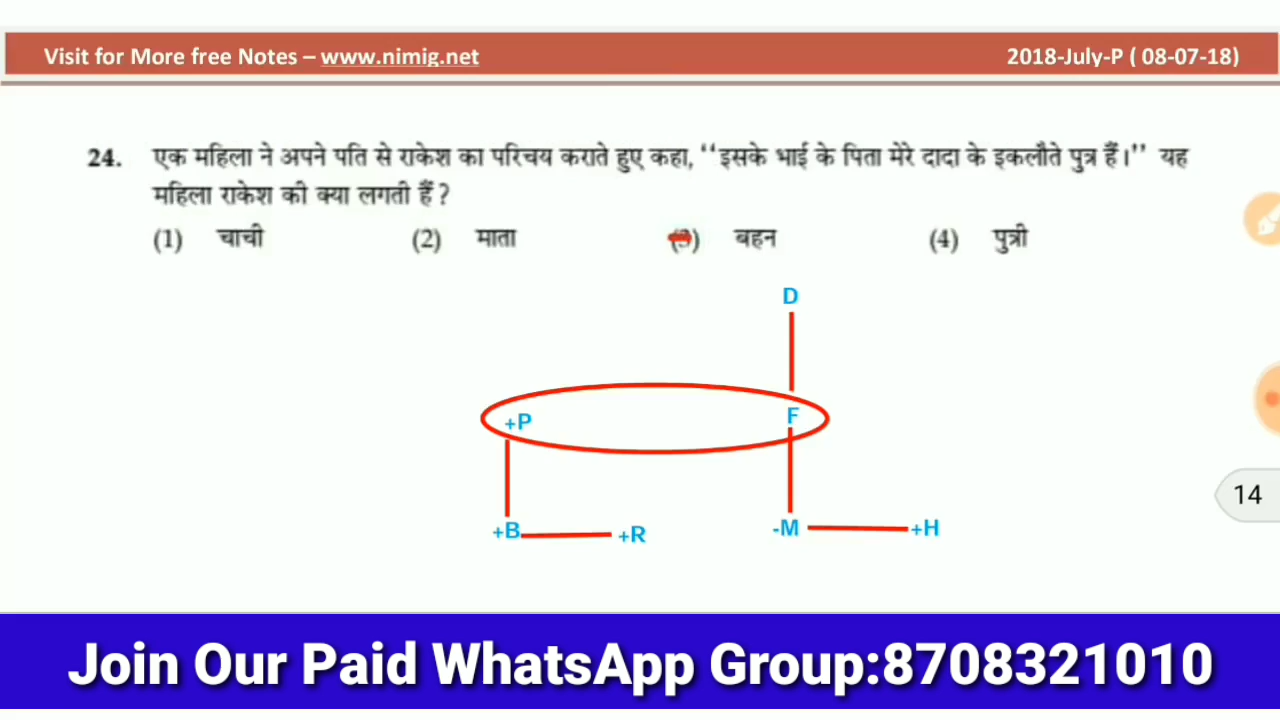 Visit for More free Notes – www.nimig.net
2018-July-P ( 08-07-18)
24. एक महिला ने अपने पति से राकेश का परिचय कराते हुए कहा, ‘‘इसके भाई के पिता मेरे दादा के इकलौते पुत्र हैं।’’ यह
महिला राकेश की क्या लगती हैं?
(1) चाची (2) माता (3) बहन (4) पुत्री
D
+P F
+B +R -M +H
14
Join Our Paid WhatsApp Group:8708321010